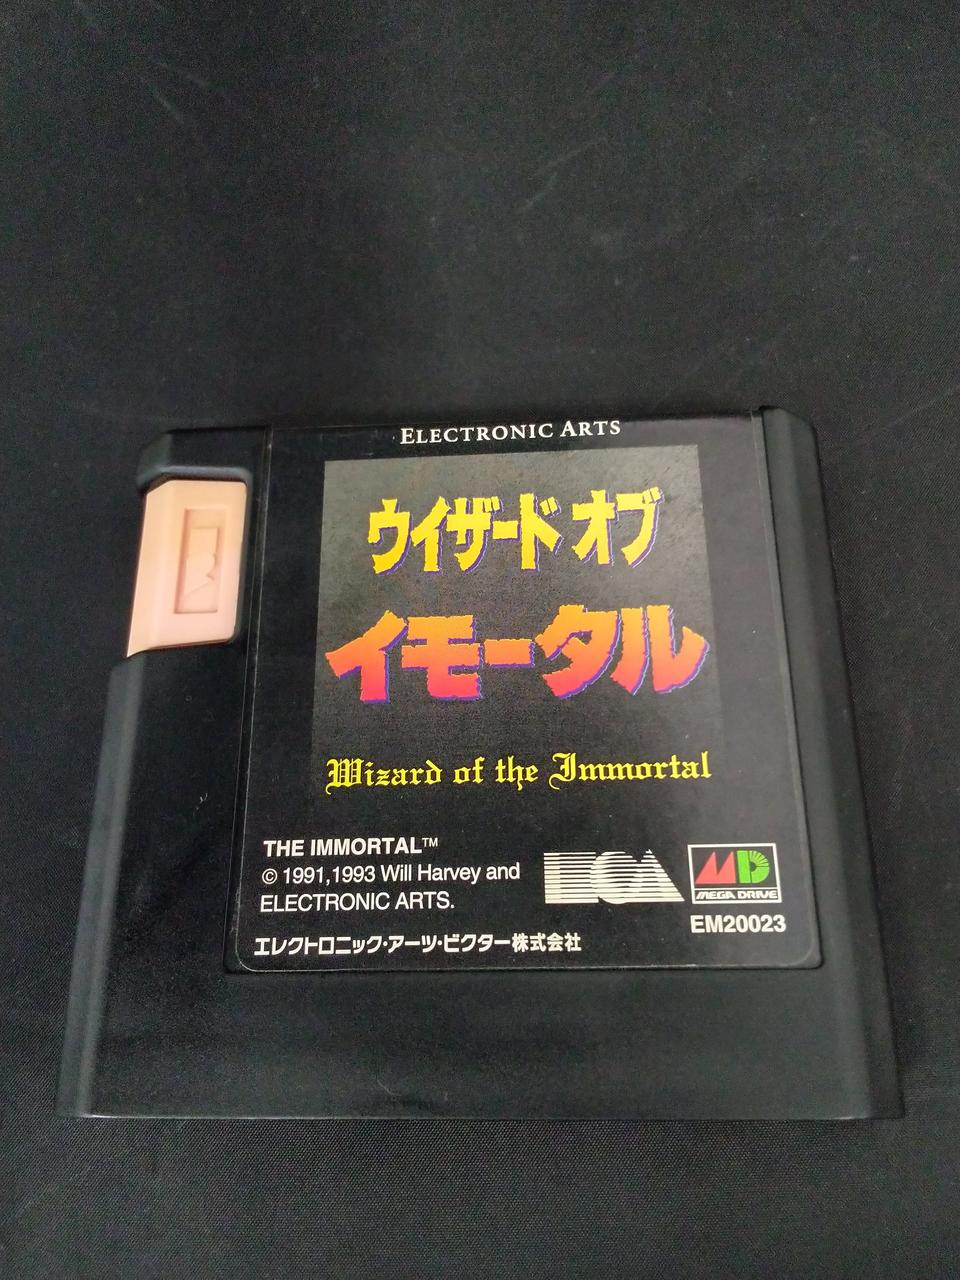 ELECTRONIC ARTS
ウイザード オブ
イモータル
Wizard of the Immortal
THE IMMORTAL™
© 1991,1993 Will Harvey and
ELECTRONIC ARTS.
エレクトロニック・アーツ・ビクター株式会社
EOA
MD
MEGA DRIVE
EM20023